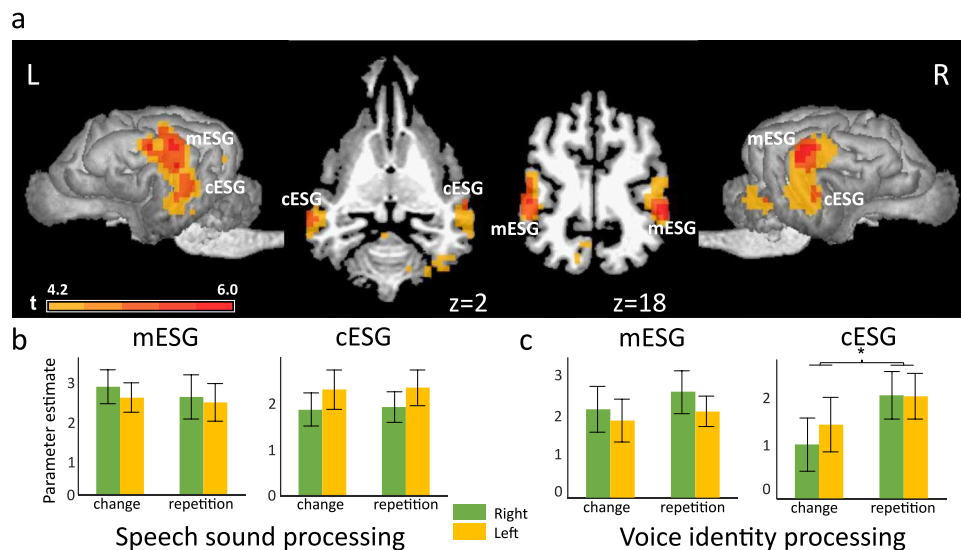 a
L
R
mESG
cESG
cESG
cESG
mESG
mESG
mESG
cESG
4.2
6.0
t
z=2
z=18
b
mESG
cESG
c
mESG
cESG
*
Parameter estimate
3
2
1
0
2
1
0
3
2
1
0
2
1
0
change
repetition
change
repetition
change
repetition
change
repetition
Right
Left
Speech sound processing
Voice identity processing